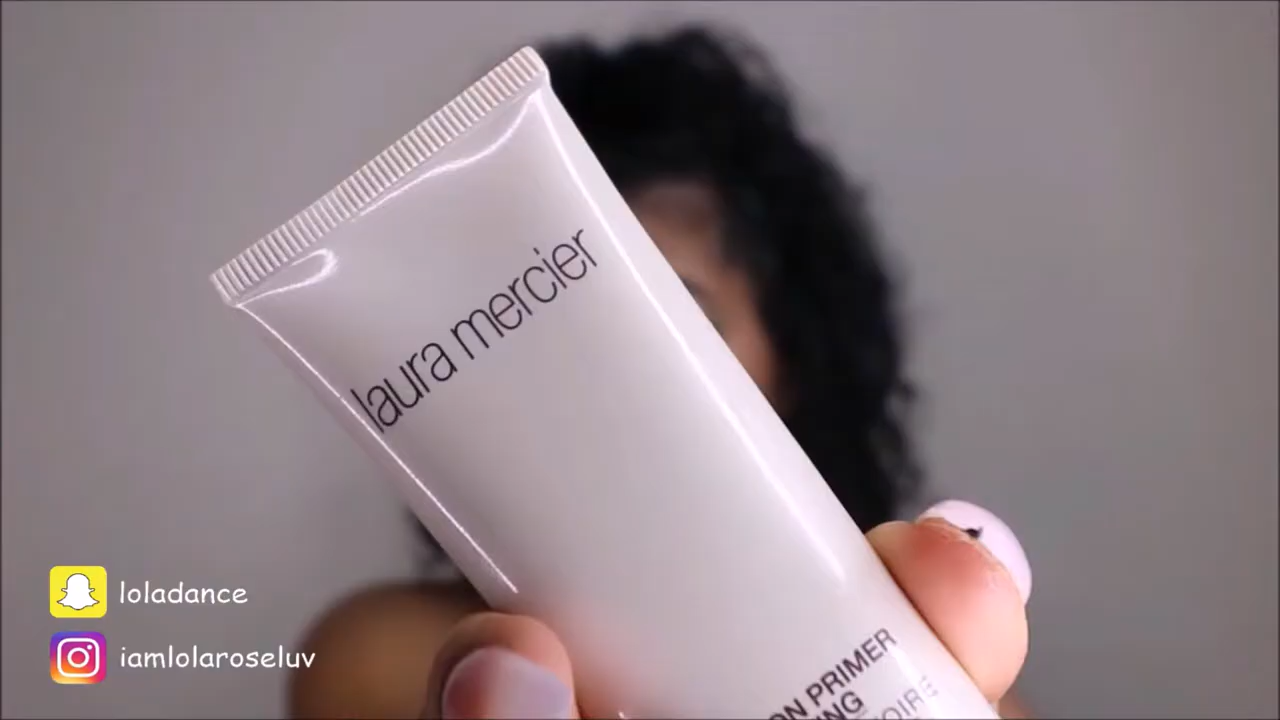 laura mercier
ON PRIMER
ING
OIRE
loladance
iamlolaroseluv